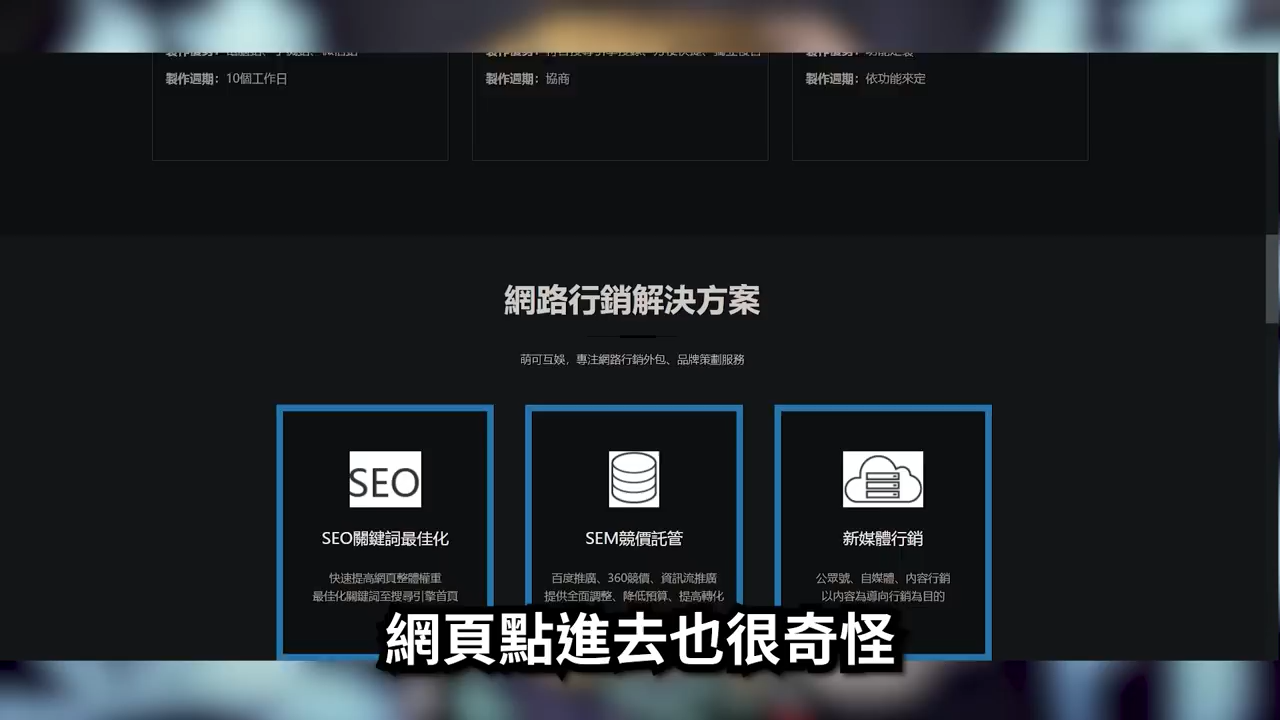 製作週期：10個工作日
製作週期：協商
製作週期：依功能來定
網路行銷解決方案
萌可互娛，專注網路行銷外包、品牌策劃服務
SEO
SEO關鍵詞最佳化
快速提高網頁整體權重
最佳化關鍵詞至搜尋引擎首頁
SEM競價託管
百度推廣、360競價、資訊流推廣
提供全面調整、降低預算、提高轉化
新媒體行銷
公眾號、自媒體、內容行銷
以內容為導向行銷為目的
網頁點進去也很奇怪